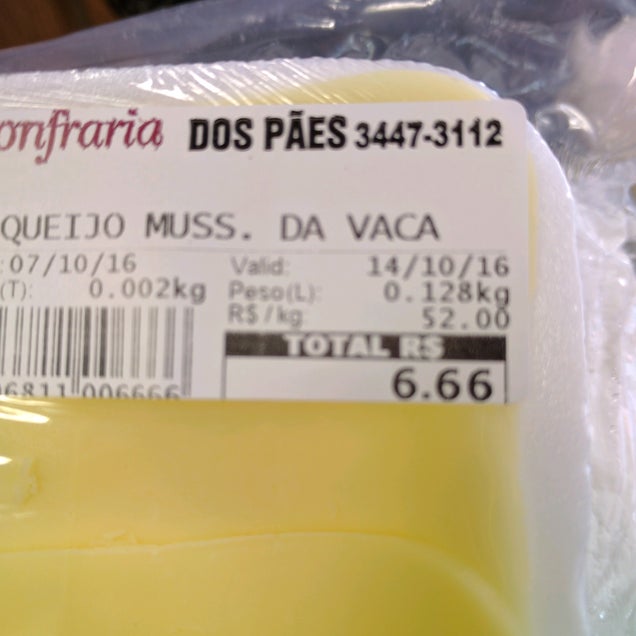 onfraria DOS PÃES 3447-3112
QUEIJO MUSS. DA VACA
:07/10/16 Valid: 14/10/16
(T): 0.002kg Peso(L): 0.128kg
R$/kg: 52.00
TOTAL R$
6.66
06811 006666